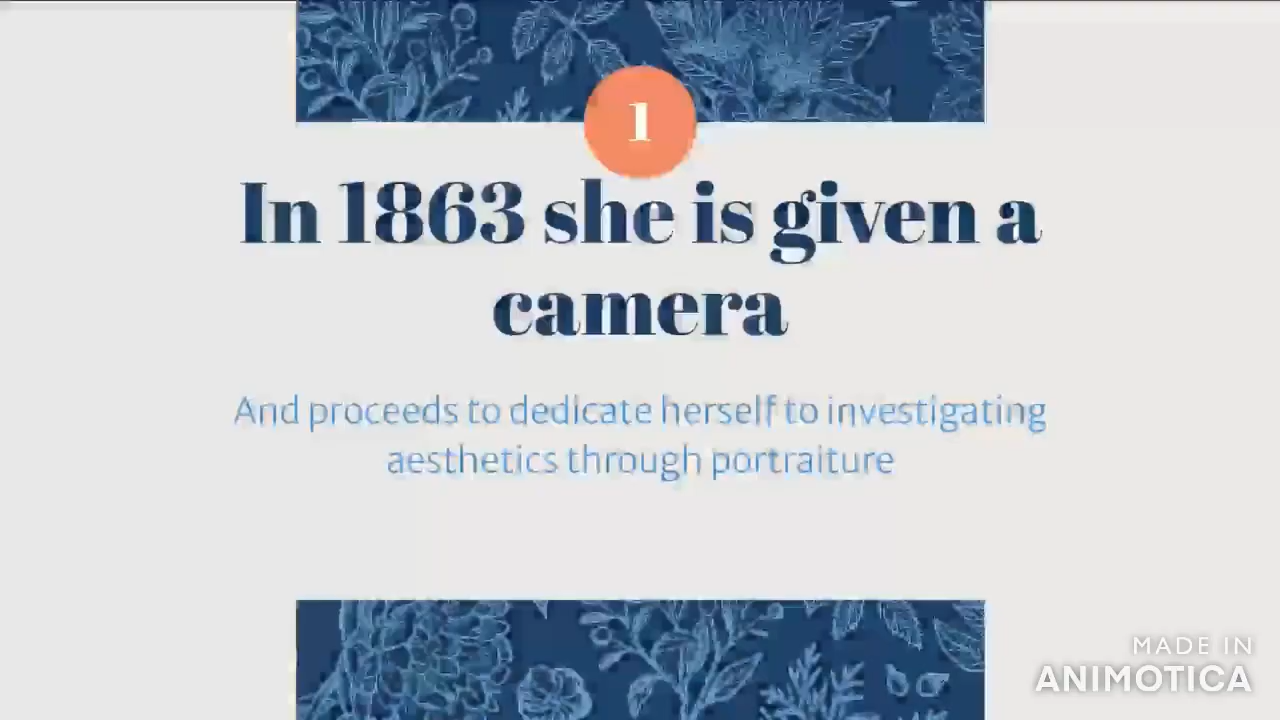 1
In 1863 she is given a
camera
And proceeds to dedicate herself to investigating
aesthetics through portraiture
MADE IN
ANIMOTICA